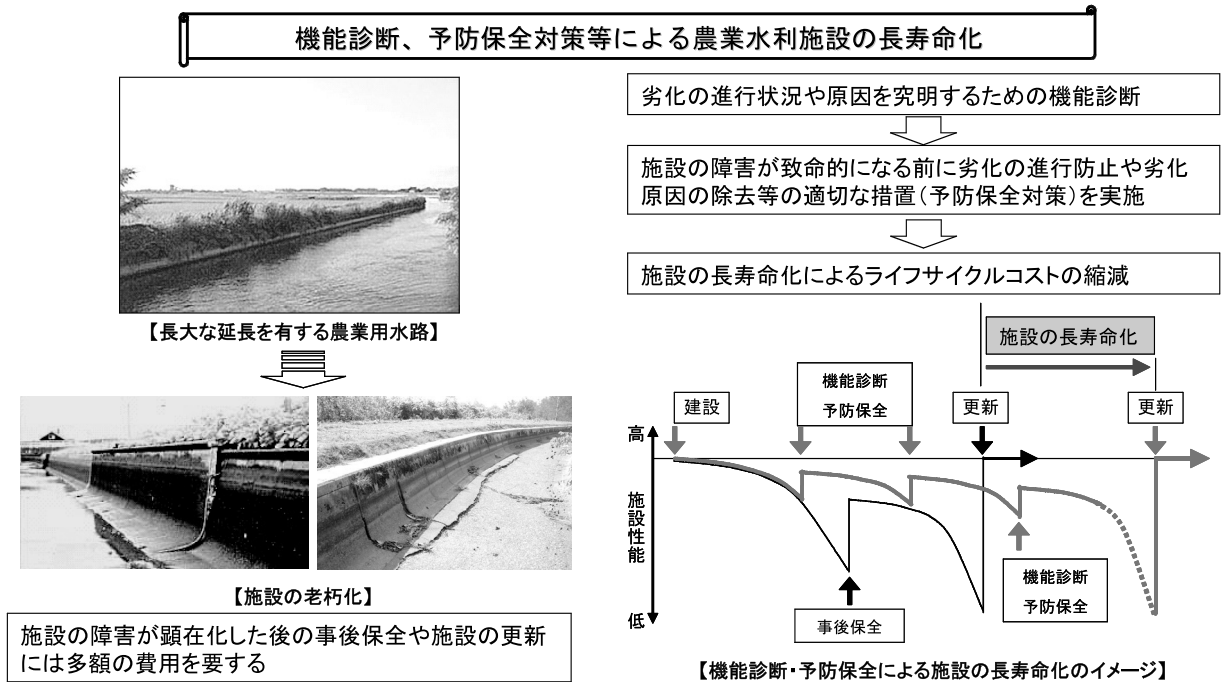 機能診断、予防保全対策等による農業水利施設の長寿命化
【長大な延長を有する農業用水路】
【施設の老朽化】
施設の障害が顕在化した後の事後保全や施設の更新
には多額の費用を要する
劣化の進行状況や原因を究明するための機能診断
施設の障害が致命的になる前に劣化の進行防止や劣化
原因の除去等の適切な措置(予防保全対策)を実施
施設の長寿命化によるライフサイクルコストの縮減
施設の長寿命化
建設
機能診断
予防保全
更新
更新
高
施設性能
低
事後保全
機能診断
予防保全
【機能診断・予防保全による施設の長寿命化のイメージ】